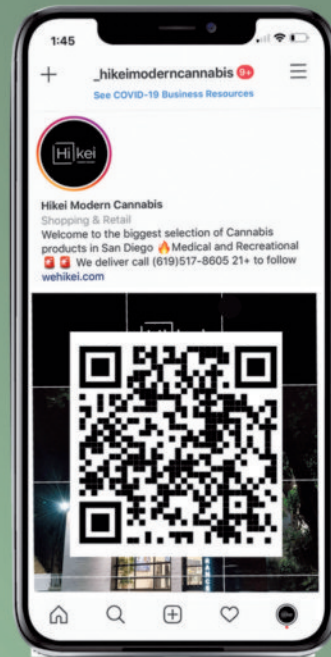 1:45
_hikeimoderncannabis 9+
See COVID-19 Business Resources
Hi kei
Hikei Modern Cannabis
Shopping & Retail
Welcome to the biggest selection of Cannabis
products in San Diego 🔥Medical and Recreational
🚨 🚨 We deliver call (619)517-8605 21+ to follow
wehikei.com